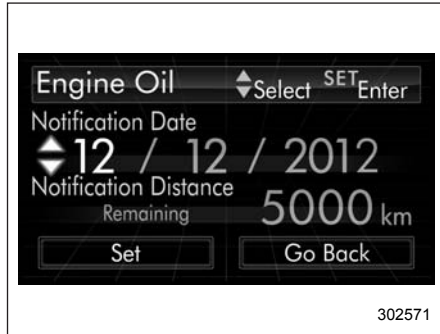 Engine Oil Select SET Enter
Notification Date
12 / 12 / 2012
Notification Distance
Remaining 5000 km
Set Go Back
302571